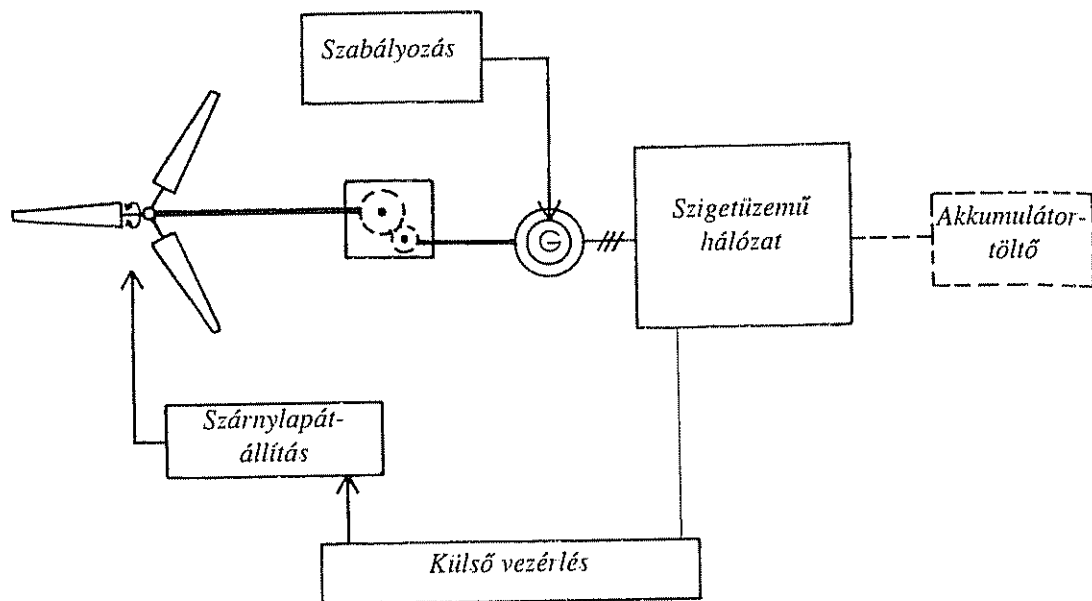 Szabályozás
Szigetüzemű
hálózat
Akkumulátor-
töltő
G
Szárnylapát-
állítás
Külső vezérlés